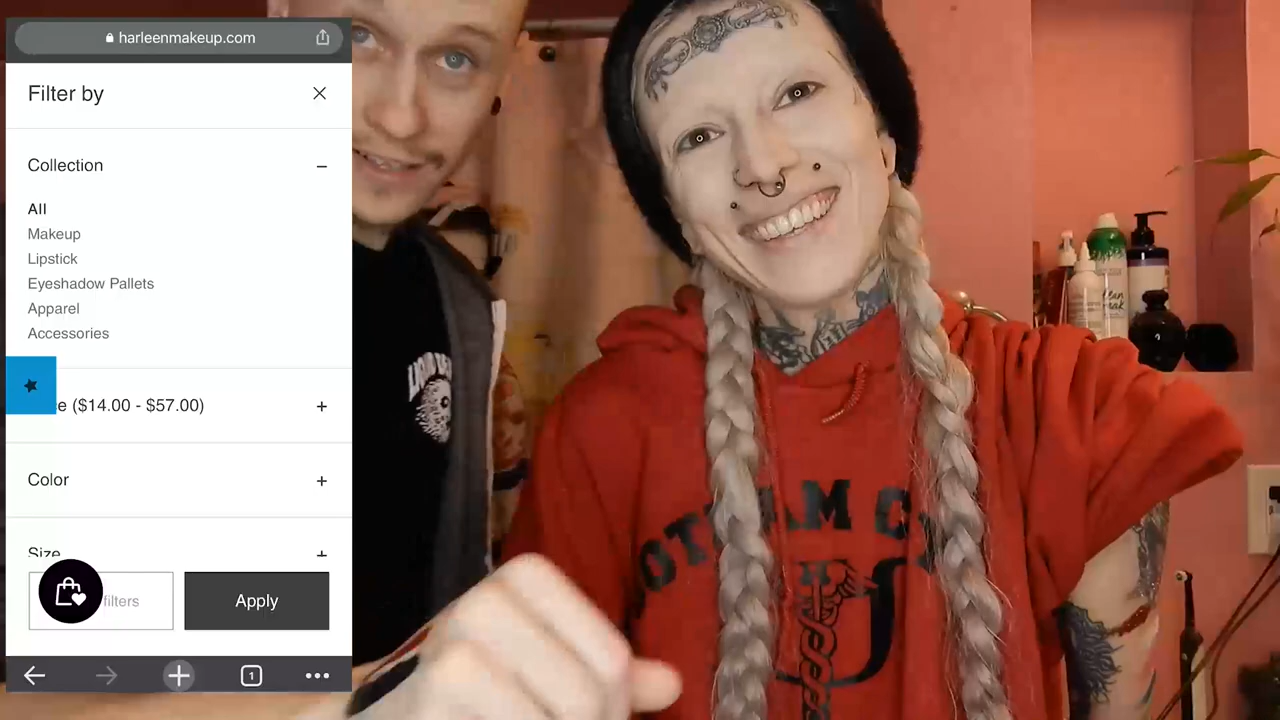 harleenmakeup.com
Filter by
Collection
All
Makeup
Lipstick
Eyeshadow Pallets
Apparel
Accessories
e ($14.00 - $57.00)
Color
Size
filters
Apply
1